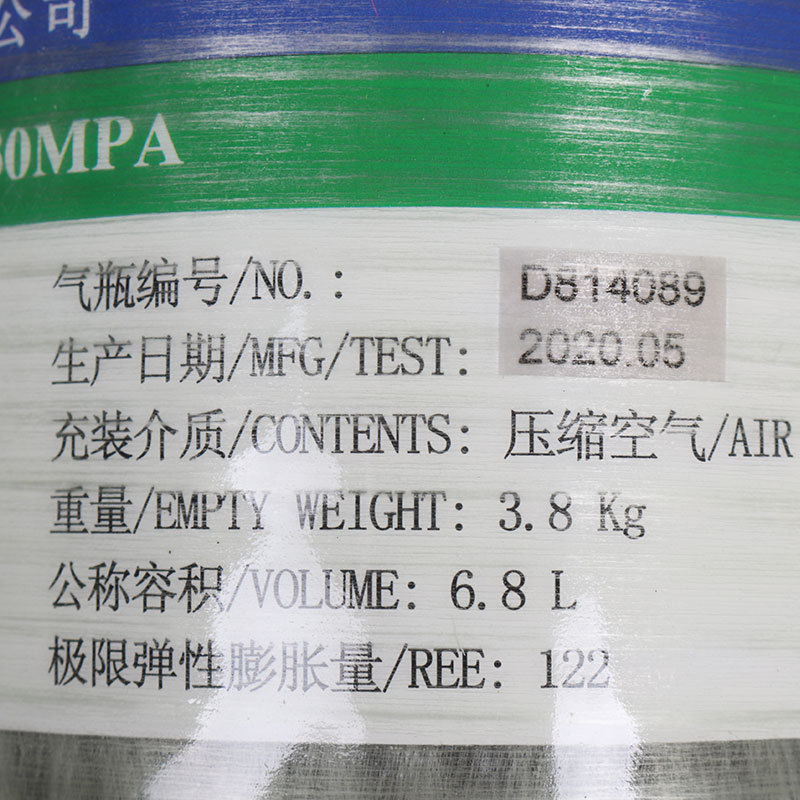 公司
0MPA
气瓶编号/NO.: D814089
生产日期/MFG/TEST: 2020.05
充装介质/CONTENTS: 压缩空气/AIR
重量/EMPTY WEIGHT: 3.8 Kg
公称容积/VOLUME: 6.8 L
极限弹性膨胀量/REE: 122